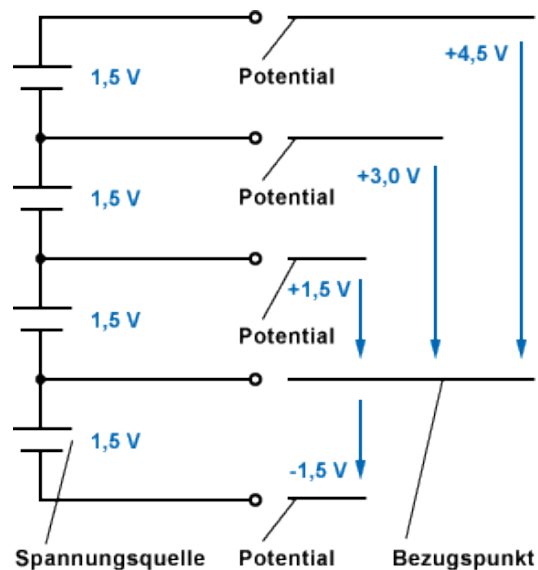 +4,5 V
1,5 V
Potential
+3,0 V
1,5 V
Potential
+1,5 V
1,5 V
Potential
1,5 V
-1,5 V
Spannungsquelle
Potential
Bezugspunkt